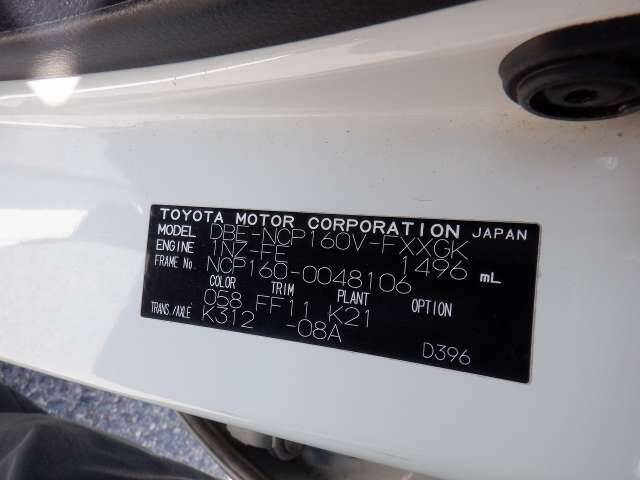 TOYOTA MOTOR CORPORATION JAPAN
MODEL DBE-NCP160V-FXXGK
ENGINE 1NZ-FE 1496 mL
FRAME No. NCP160-0048106
COLOR TRIM PLANT OPTION
058 FF11 K21
TRANS/AXLE K312 -08A
D396